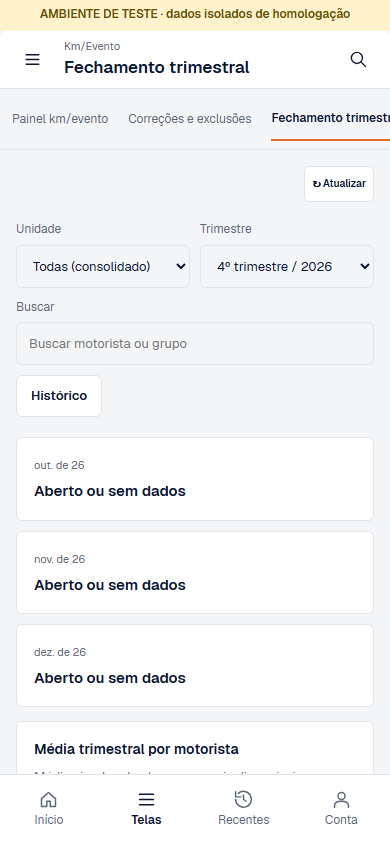 AMBIENTE DE TESTE · dados isolados de homologação
Km/Evento
Fechamento trimestral
Painel km/evento
Correções e exclusões
Fechamento trimestr
↻ Atualizar
Unidade
Trimestre
Todas (consolidado)
4º trimestre / 2026
Buscar
Buscar motorista ou grupo
Histórico
out. de 26
Aberto ou sem dados
nov. de 26
Aberto ou sem dados
dez. de 26
Aberto ou sem dados
Média trimestral por motorista
Início
Telas
Recentes
Conta